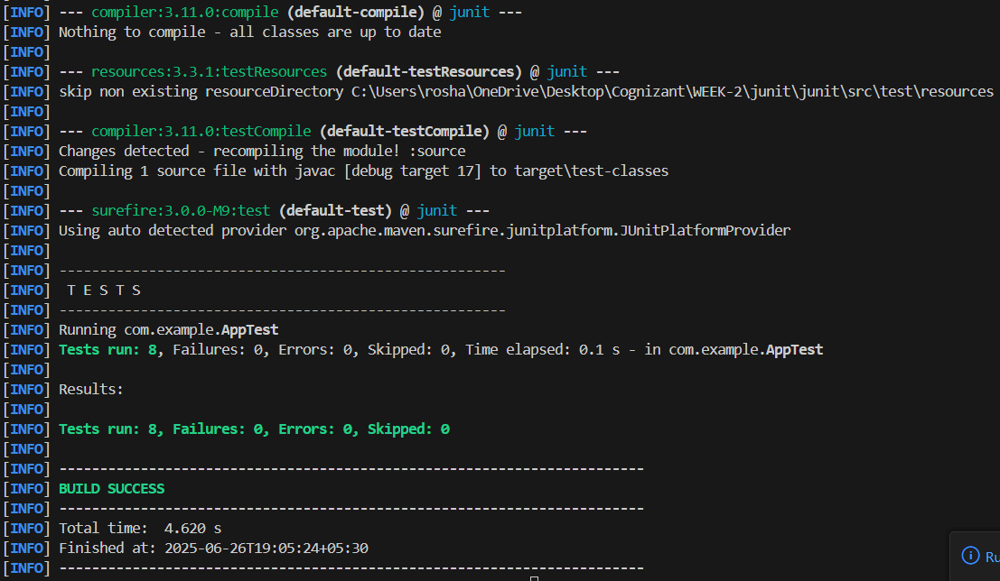 [INFO] --- compiler:3.11.0:compile (default-compile) @ junit ---
[INFO] Nothing to compile - all classes are up to date
[INFO]
[INFO] --- resources:3.3.1:testResources (default-testResources) @ junit ---
[INFO] skip non existing resourceDirectory C:\Users\rosha\OneDrive\Desktop\Cognizant\WEEK-2\junit\junit\src\test\resources
[INFO]
[INFO] --- compiler:3.11.0:testCompile (default-testCompile) @ junit ---
[INFO] Changes detected - recompiling the module! :source
[INFO] Compiling 1 source file with javac [debug target 17] to target\test-classes
[INFO]
[INFO] --- surefire:3.0.0-M9:test (default-test) @ junit ---
[INFO] Using auto detected provider org.apache.maven.surefire.junitplatform.JUnitPlatformProvider
[INFO]
[INFO] -------------------------------------------------------
[INFO]  T E S T S
[INFO] -------------------------------------------------------
[INFO] Running com.example.AppTest
[INFO] Tests run: 8, Failures: 0, Errors: 0, Skipped: 0, Time elapsed: 0.1 s - in com.example.AppTest
[INFO]
[INFO] Results:
[INFO]
[INFO] Tests run: 8, Failures: 0, Errors: 0, Skipped: 0
[INFO]
[INFO] ------------------------------------------------------------------------
[INFO] BUILD SUCCESS
[INFO] ------------------------------------------------------------------------
[INFO] Total time:  4.620 s
[INFO] Finished at: 2025-06-26T19:05:24+05:30
[INFO] ------------------------------------------------------------------------